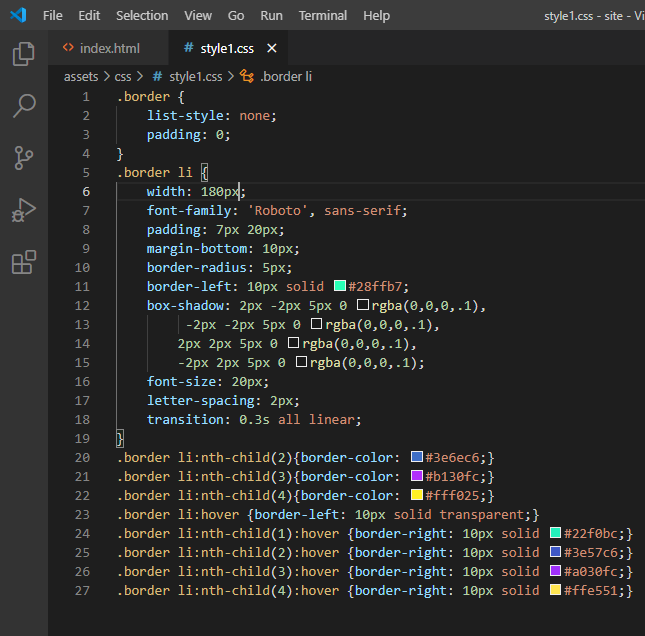 File Edit Selection View Go Run Terminal Help style1.css - site - Vi
index.html # style1.css ×
assets > css > # style1.css > .border li
1 .border {
2 list-style: none;
3 padding: 0;
4 }
5 .border li {
6 width: 180px;
7 font-family: 'Roboto', sans-serif;
8 padding: 7px 20px;
9 margin-bottom: 10px;
10 border-radius: 5px;
11 border-left: 10px solid #28ffb7;
12 box-shadow: 2px -2px 5px 0 rgba(0,0,0,.1),
13 -2px -2px 5px 0 rgba(0,0,0,.1),
14 2px 2px 5px 0 rgba(0,0,0,.1),
15 -2px 2px 5px 0 rgba(0,0,0,.1);
16 font-size: 20px;
17 letter-spacing: 2px;
18 transition: 0.3s all linear;
19 }
20 .border li:nth-child(2){border-color: #3e6ec6;}
21 .border li:nth-child(3){border-color: #b130fc;}
22 .border li:nth-child(4){border-color: #fff025;}
23 .border li:hover {border-left: 10px solid transparent;}
24 .border li:nth-child(1):hover {border-right: 10px solid #22f0bc;}
25 .border li:nth-child(2):hover {border-right: 10px solid #3e57c6;}
26 .border li:nth-child(3):hover {border-right: 10px solid #a030fc;}
27 .border li:nth-child(4):hover {border-right: 10px solid #ffe551;}